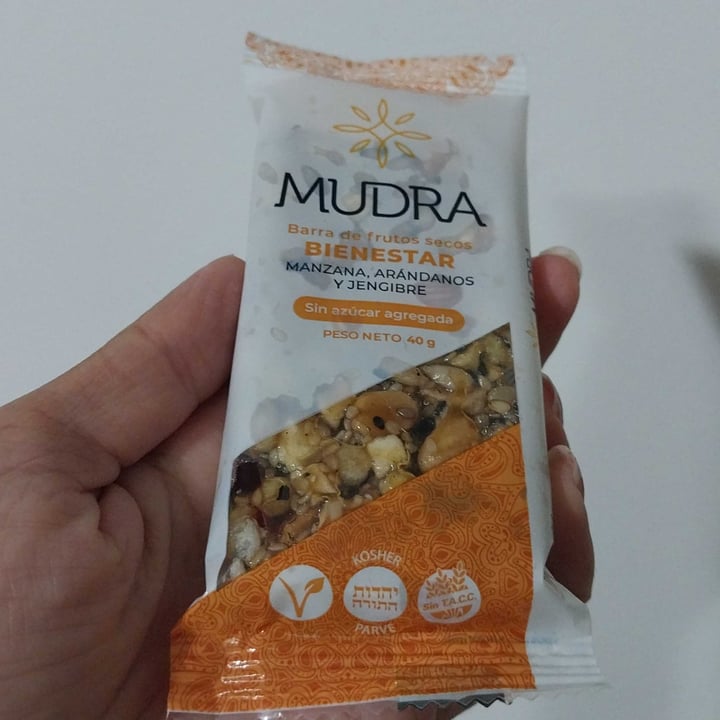 MUDRA
Barra de frutos secos
BIENESTAR
MANZANA, ARÁNDANOS
Y JENGIBRE
Sin azúcar agregada
PESO NETO 40 g
KOSHER
יהדות
התורה
PARVE
Sin T.A.C.C.